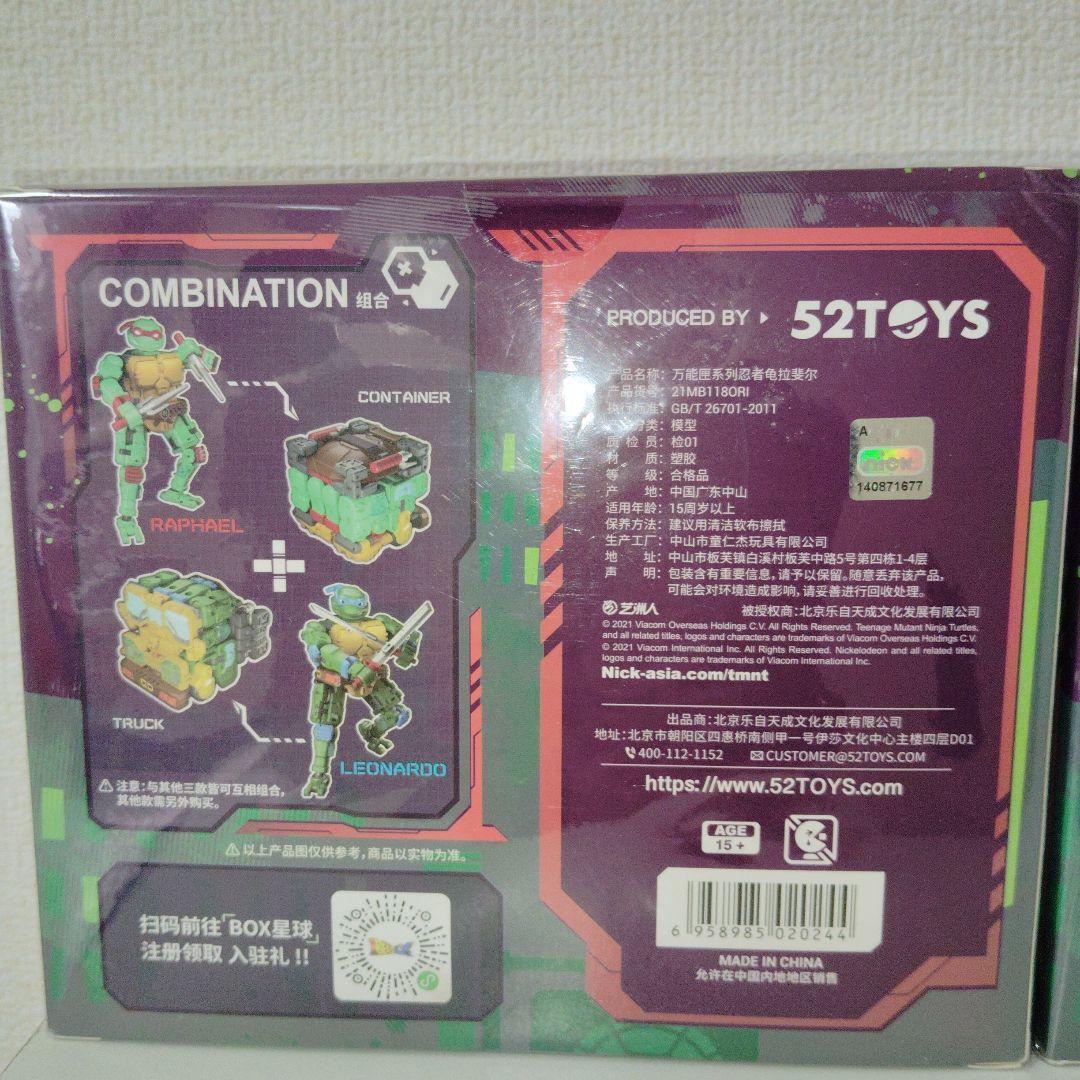 COMBINATION 组合
CONTAINER
RAPHAEL
TRUCK
LEONARDO
⚠注意:与其他三款皆可互相组合,
其他款需另外购买。
⚠以上产品图仅供参考,商品以实物为准。
扫码前往「BOX星球」
注册领取 入驻礼!!
PRODUCED BY 52TOYS
产品名称: 万能匣系列忍者龟拉斐尔
产品货号: 21MB118ORI
执行标准: GB/T 26701-2011
分类: 模型
质检员: 检01
材质: 塑胶
等级: 合格品
产地: 中国广东中山
适用年龄: 15周岁以上
保养方法: 建议用清洁软布擦拭
生产工厂: 中山市童仁杰玩具有限公司
地址: 中山市板芙镇白溪村板芙中路5号第四栋1-4层
声明: 包装含有重要信息,请予以保留。随意丢弃该产品,
可能会对环境造成影响,请妥善进行回收处理。
A
nick
140871677
艺洲人 被授权商:北京乐自天成文化发展有限公司
© 2021 Viacom Overseas Holdings C.V. All Rights Reserved. Teenage Mutant Ninja Turtles,
and all related titles, logos and characters are trademarks of Viacom Overseas Holdings C.V.
© 2021 Viacom International Inc. All Rights Reserved. Nickelodeon and all related titles,
logos and characters are trademarks of Viacom International Inc.
Nick-asia.com/tmnt
出品商:北京乐自天成文化发展有限公司
地址:北京市朝阳区四惠桥南侧甲一号伊莎文化中心主楼四层D01
400-112-1152 CUSTOMER@52TOYS.COM
https://www.52TOYS.com
AGE
15+
6 958985 020244
MADE IN CHINA
允许在中国内地地区销售